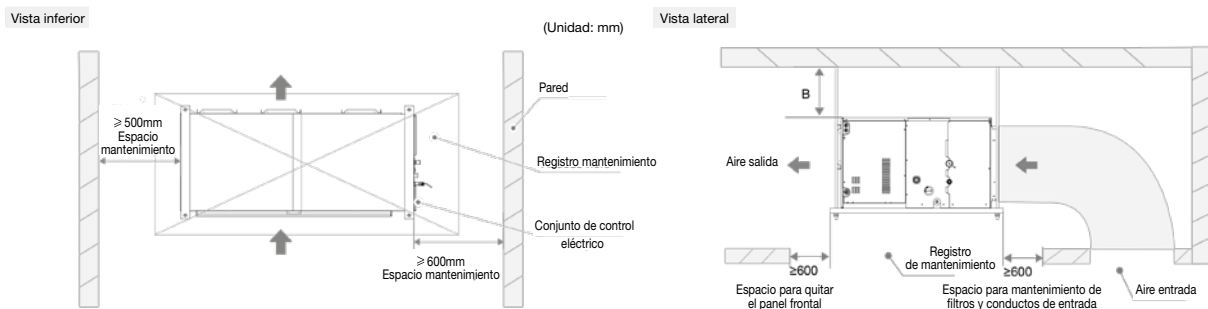 Vista inferior
(Unidad: mm)
≥500mm
Espacio
mantenimiento
Pared
Registro mantenimiento
Conjunto de control
eléctrico
≥600mm
Espacio mantenimiento
Vista lateral
B
Aire salida
≥600
Registro
de mantenimiento
≥600
Espacio para quitar
el panel frontal
Espacio para mantenimiento de
filtros y conductos de entrada
Aire entrada